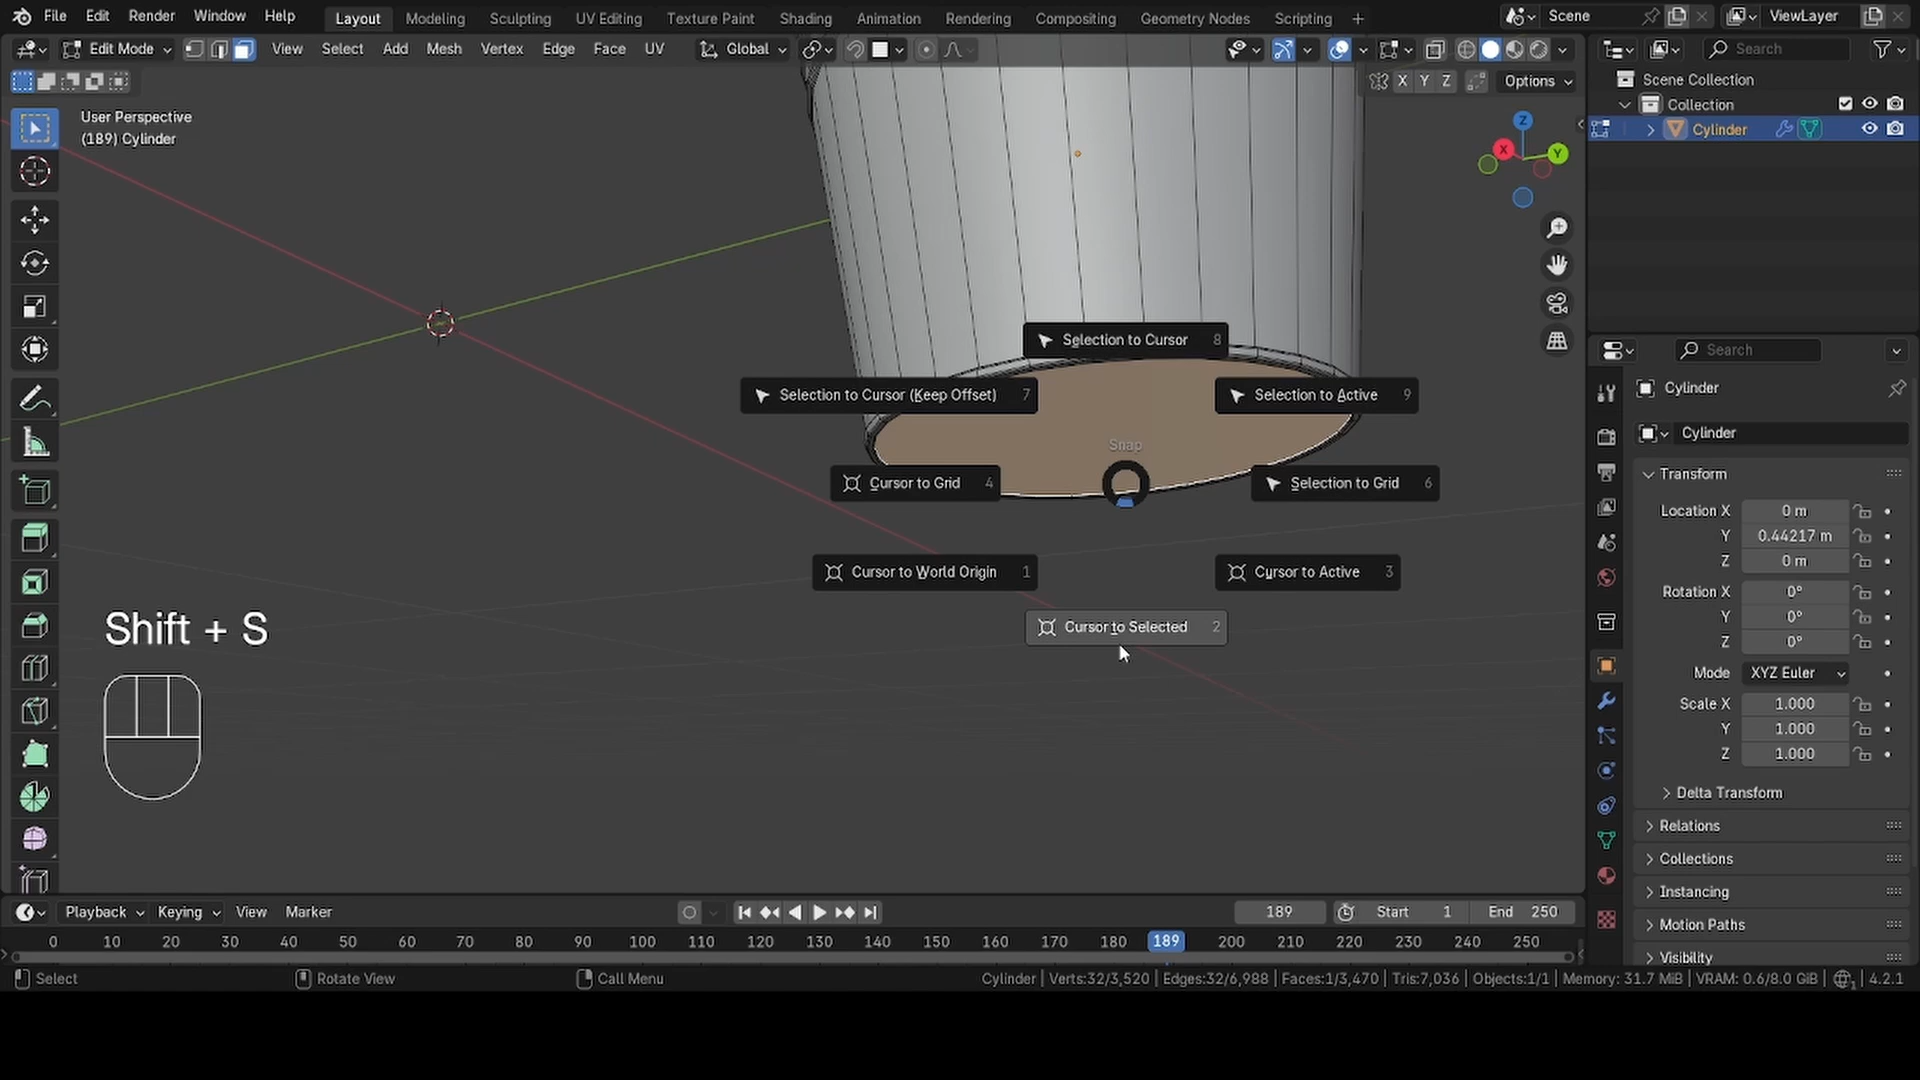 File Edit Render Window Help Layout Modeling Sculpting UV Editing Texture Paint Shading Animation Rendering Compositing Geometry Nodes Scripting + Scene ViewLayer
Edit Mode View Select Add Mesh Vertex Edge Face UV Global Search
X Y Z Options
Scene Collection
Collection
Cylinder
User Perspective
(189) Cylinder
Z
X
Y
Selection to Cursor 8
Selection to Cursor (Keep Offset) 7
Selection to Active 9
Snap
Cursor to Grid 4
Selection to Grid 6
Cursor to World Origin 1
Cursor to Active 3
Cursor to Selected 2
Shift + S
Search
Cylinder
Cylinder
Transform
Location X 0 m
Y 0.44217 m
Z 0 m
Rotation X 0°
Y 0°
Z 0°
Mode XYZ Euler
Scale X 1.000
Y 1.000
Z 1.000
Delta Transform
Relations
Collections
Instancing
Motion Paths
Visibility
Playback Keying View Marker 189 Start 1 End 250
0 10 20 30 40 50 60 70 80 90 100 110 120 130 140 150 160 170 180 189 200 210 220 230 240 250
Select Rotate View Call Menu Cylinder | Verts:32/3,520 | Edges:32/6,988 | Faces:1/3,470 | Tris:7,036 | Objects:1/1 | Memory: 31.7 MiB | VRAM: 0.6/8.0 GiB | 4.2.1